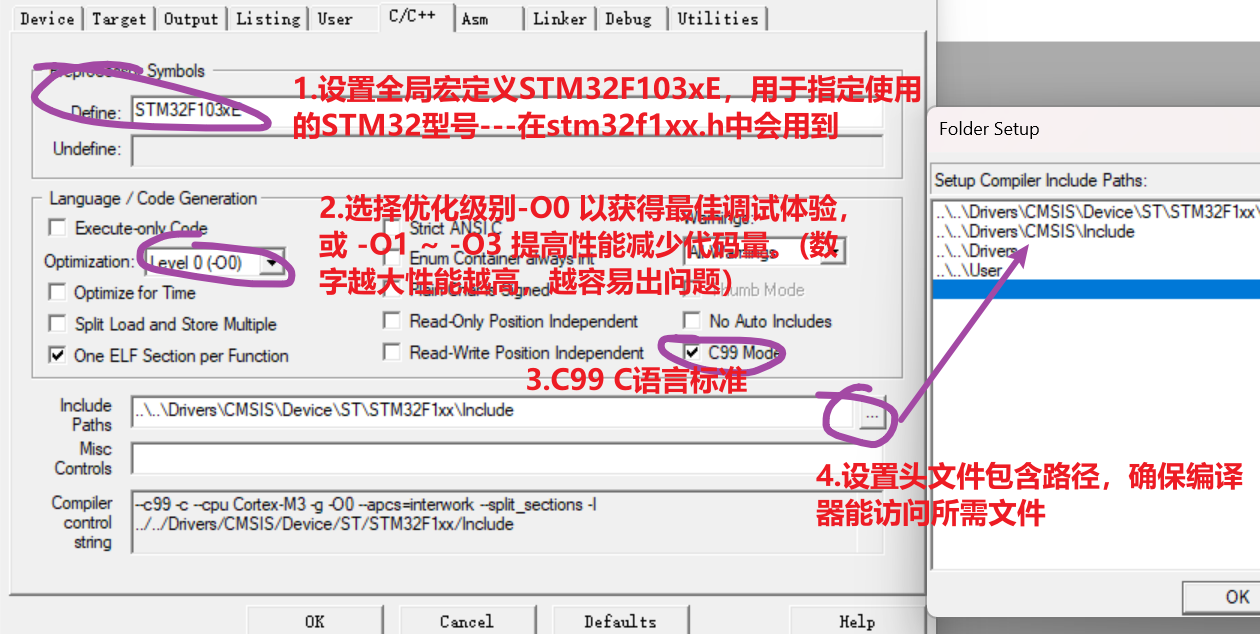 Device Target Output Listing User C/C++ Asm Linker Debug Utilities
Symbols
Define: STM32F103xE
1.设置全局宏定义STM32F103xE，用于指定使用
的STM32型号---在stm32f1xx.h中会用到
Undefine:
Language / Code Generation
Execute-only Code
Optimization: Level 0 (-O0)
Optimize for Time
Split Load and Store Multiple
One ELF Section per Function
2.选择优化级别-O0 以获得最佳调试体验，
或 -O1 ~ -O3 提高性能减少代码量。（数
字越大性能越高，越容易出问题）
Strict ANSI C
Enum Container always int
Plain Char is Signed
Read-Only Position Independent
Read-Write Position Independent
Warnings:
All Warnings
Thumb Mode
No Auto Includes
C99 Mode
3.C99 C语言标准
Include
Paths
..\..\Drivers\CMSIS\Device\ST\STM32F1xx\Include
...
Misc
Controls
Compiler
control
string
--c99 -c --cpu Cortex-M3 -g -O0 --apcs=interwork --split_sections -I
../../Drivers/CMSIS/Device/ST/STM32F1xx/Include
OK Cancel Defaults Help
Folder Setup
Setup Compiler Include Paths:
..\..\Drivers\CMSIS\Device\ST\STM32F1xx\
..\..\Drivers\CMSIS\Include
..\..\Drivers
..\..\User
4.设置头文件包含路径，确保编译
器能访问所需文件
OK